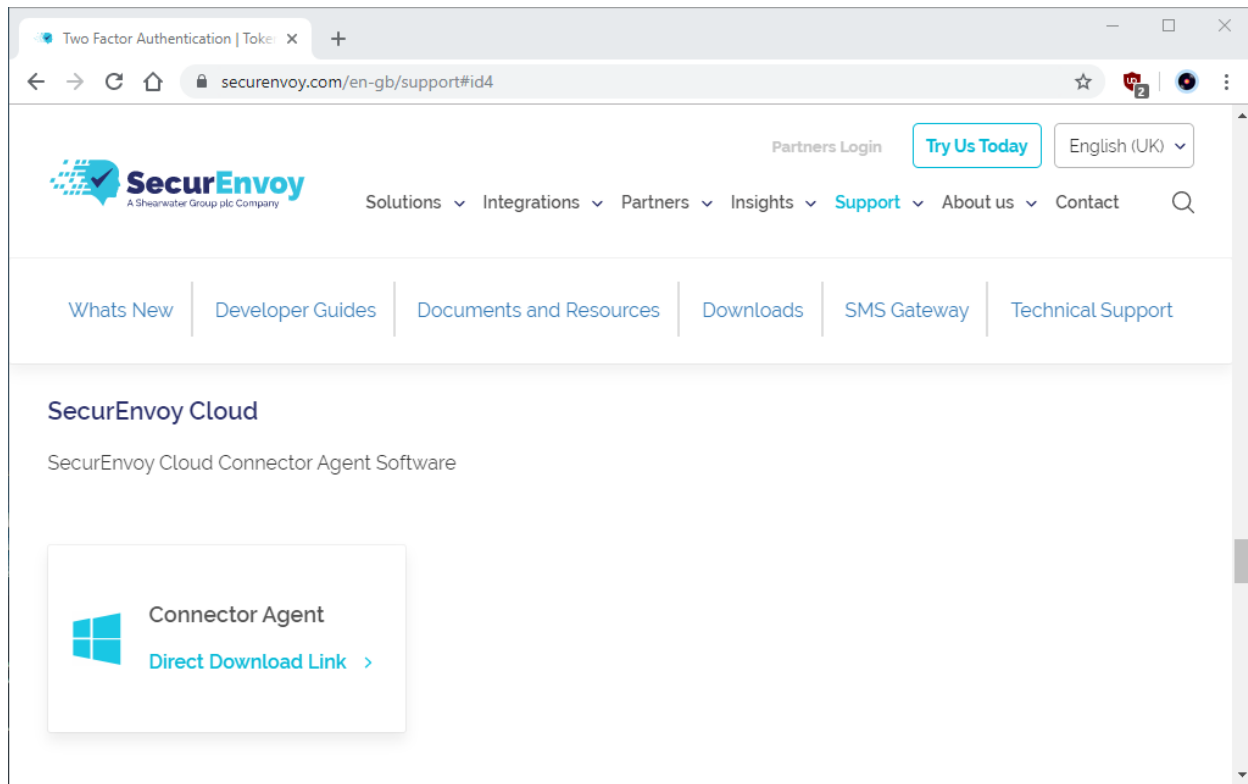 Two Factor Authentication | Toke
securenvoy.com/en-gb/support#id4
2
Partners Login
Try Us Today
English (UK)
SecurEnvoy
A Shearwater Group plc Company
Solutions
Integrations
Partners
Insights
Support
About us
Contact
Whats New
Developer Guides
Documents and Resources
Downloads
SMS Gateway
Technical Support
SecurEnvoy Cloud
SecurEnvoy Cloud Connector Agent Software
Connector Agent
Direct Download Link >